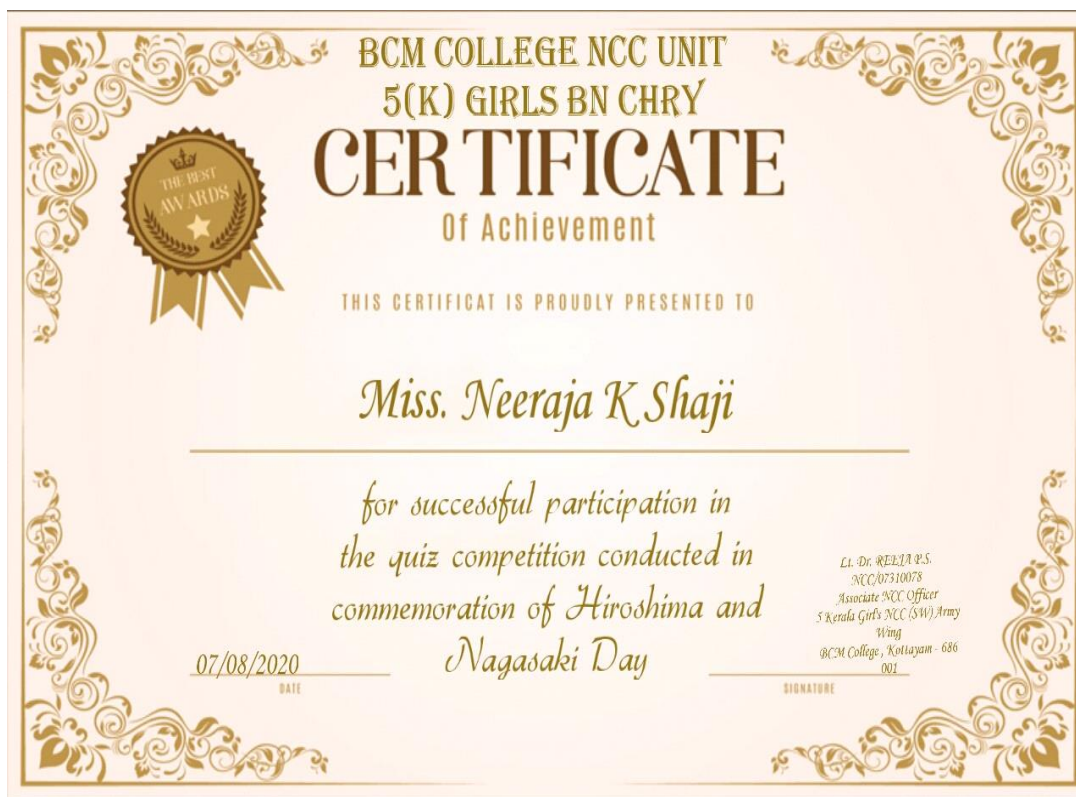 BCM COLLEGE NCC UNIT
5(K) GIRLS BN CHRY
CERTIFICATE
Of Achievement
THE BEST
AWARDS
THIS CERTIFICAT IS PROUDLY PRESENTED TO
Miss. Neeraja K Shaji
for successful participation in
the quiz competition conducted in
commemoration of Hiroshima and
Nagasaki Day
07/08/2020
DATE
Lt. Dr. REEJA P.S.
NCC/07310078
Associate NCC Officer
5 Kerala Girl's NCC (SW) Army
Wing
BCM College , Kottayam - 686
001
SIGNATURE